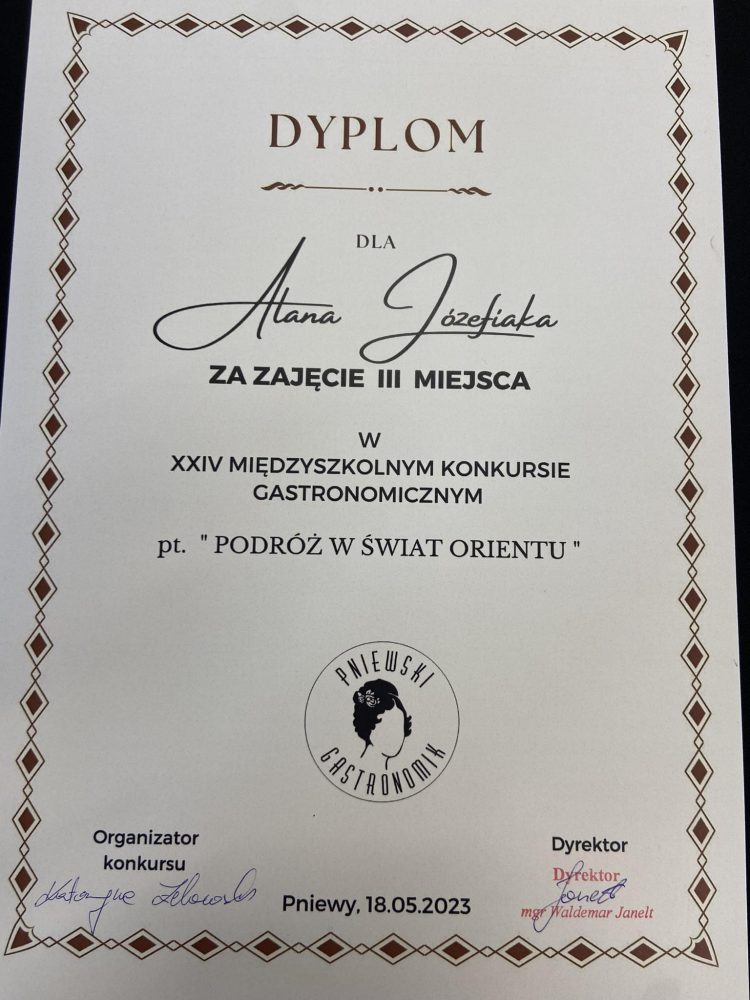 DYPLOM
DLA
Alana Józefiaka
ZA ZAJĘCIE III MIEJSCA
W
XXIV MIĘDZYSZKOLNYM KONKURSIE
GASTRONOMICZNYM
pt. " PODRÓŻ W ŚWIAT ORIENTU "
PNIEWSKI
GASTRONOMIK
Organizator
konkursu
Dyrektor
Dyrektor
Pniewy, 18.05.2023
mgr Waldemar Janelt